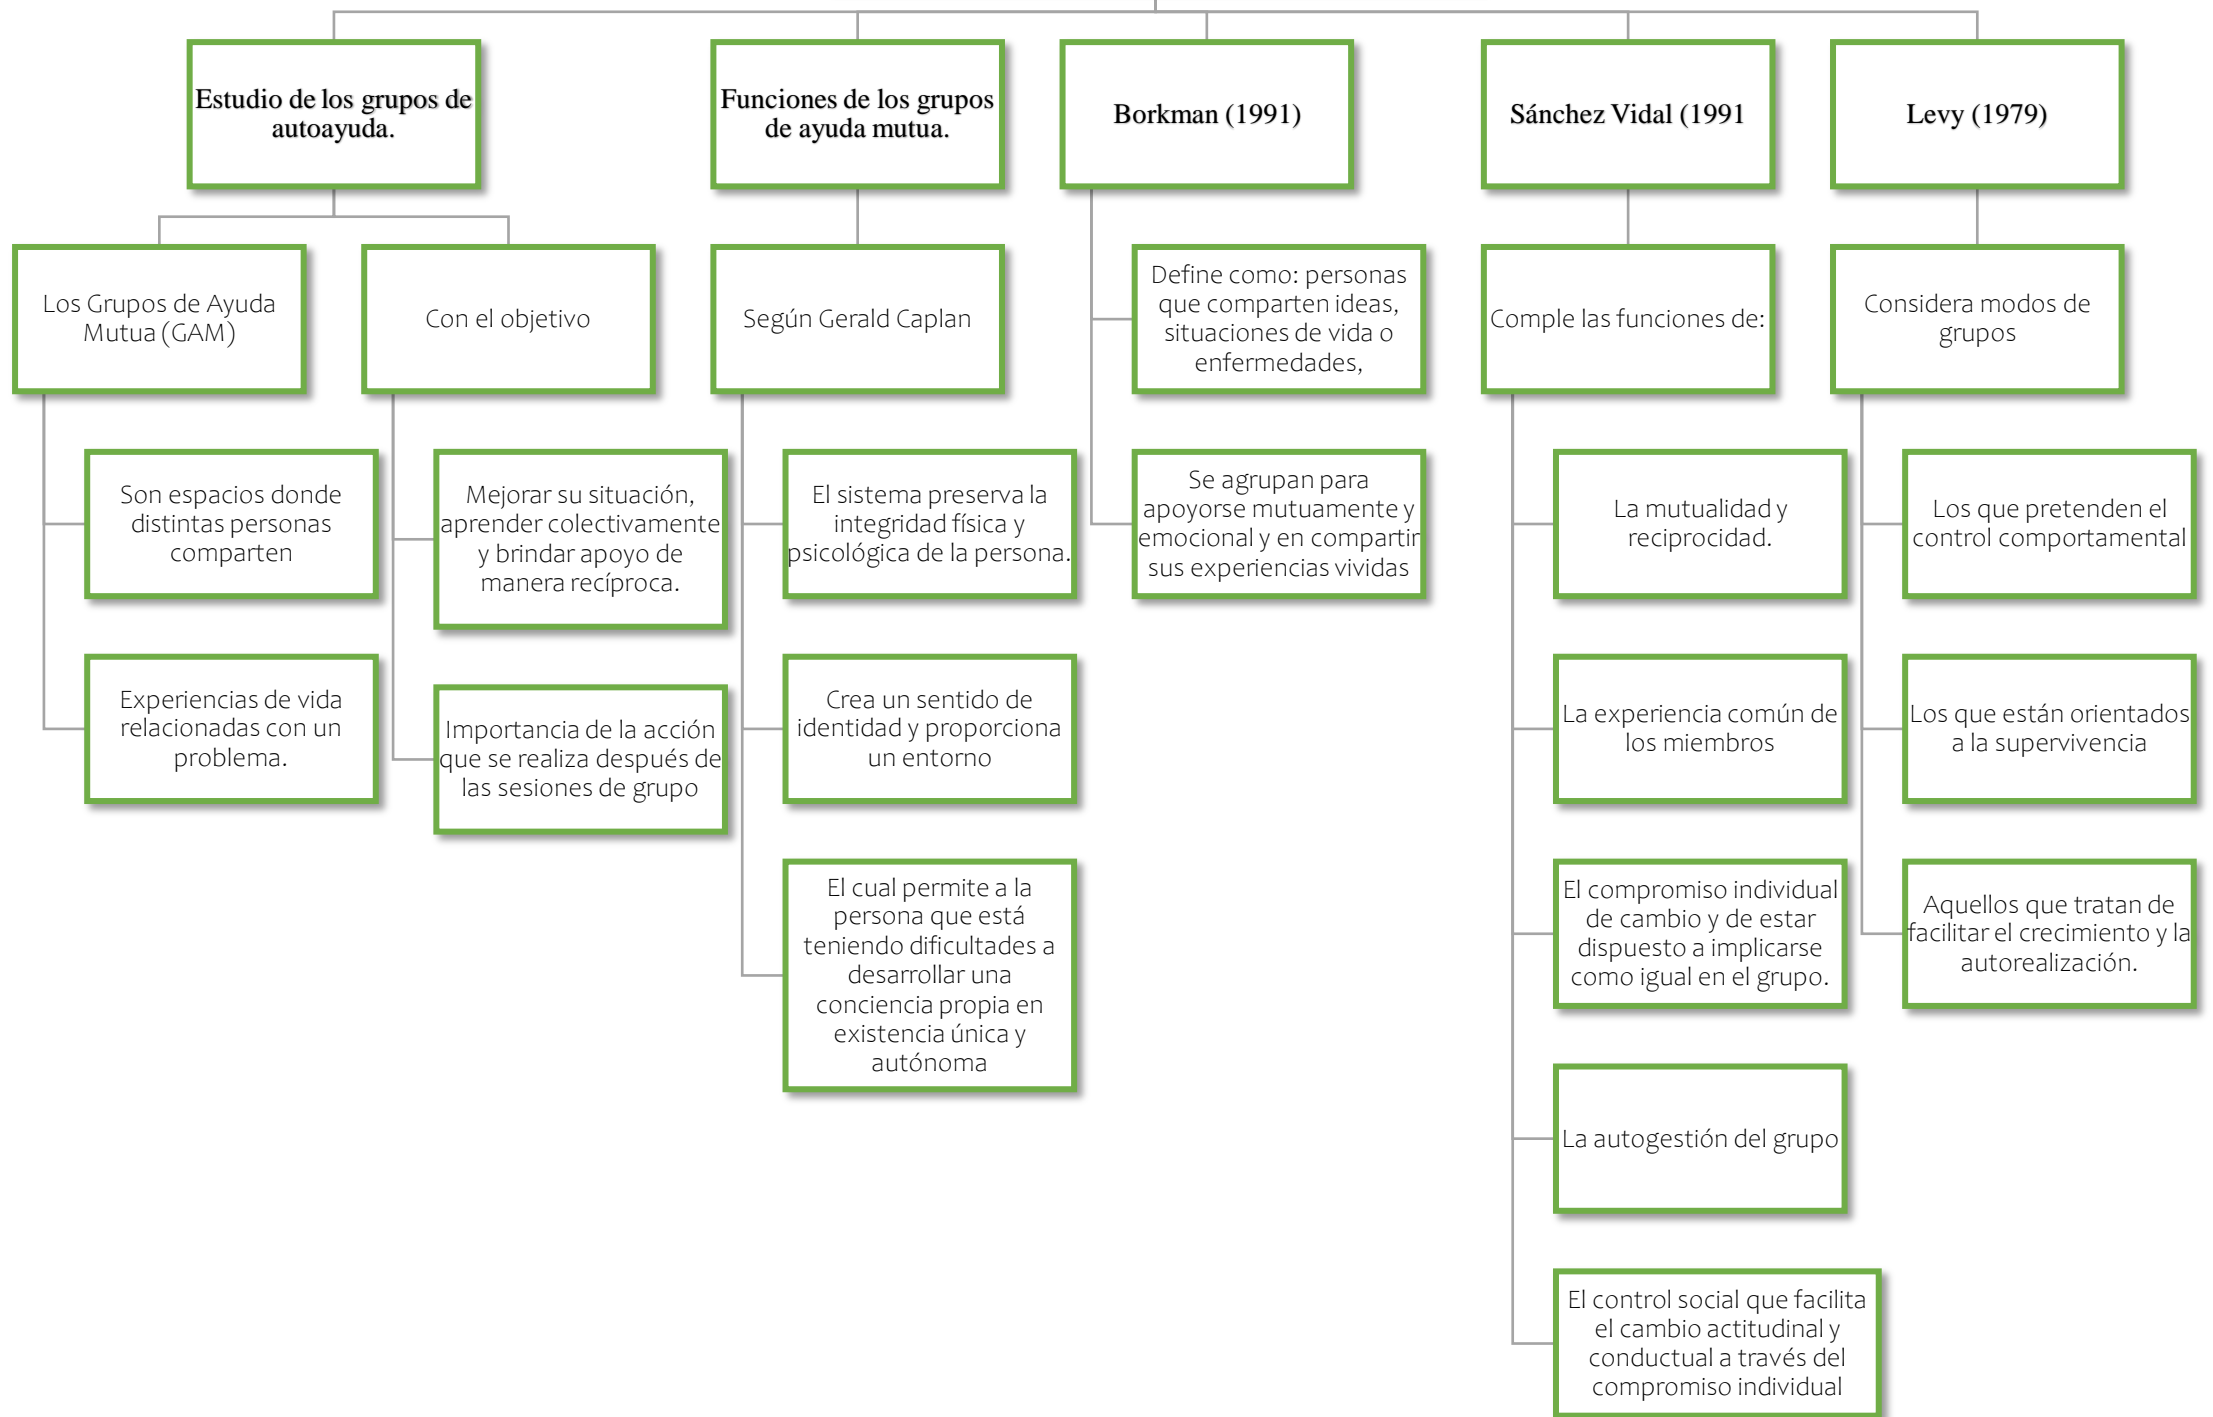 Estudio de los grupos de
autoayuda.
Los Grupos de Ayuda
Mutua (GAM)
Son espacios donde
distintas personas
comparten
Experiencias de vida
relacionadas con un
problema.
Con el objetivo
Mejorar su situación,
aprender colectivamente
y brindar apoyo de
manera recíproca.
Importancia de la acción
que se realiza después de
las sesiones de grupo
Funciones de los grupos
de ayuda mutua.
Según Gerald Caplan
El sistema preserva la
integridad física y
psicológica de la persona.
Crea un sentido de
identidad y proporciona
un entorno
El cual permite a la
persona que está
teniendo dificultades a
desarrollar una
conciencia propia en
existencia única y
autónoma
Borkman (1991)
Define como: personas
que comparten ideas,
situaciones de vida o
enfermedades,
Se agrupan para
apoyorse mutuamente y
emocional y en compartir
sus experiencias vividas
Sánchez Vidal (1991
Comple las funciones de:
La mutualidad y
reciprocidad.
La experiencia común de
los miembros
El compromiso individual
de cambio y de estar
dispuesto a implicarse
como igual en el grupo.
La autogestión del grupo
El control social que facilita
el cambio actitudinal y
conductual a través del
compromiso individual
Levy (1979)
Considera modos de
grupos
Los que pretenden el
control comportamental
Los que están orientados
a la supervivencia
Aquellos que tratan de
facilitar el crecimiento y la
autorealización.